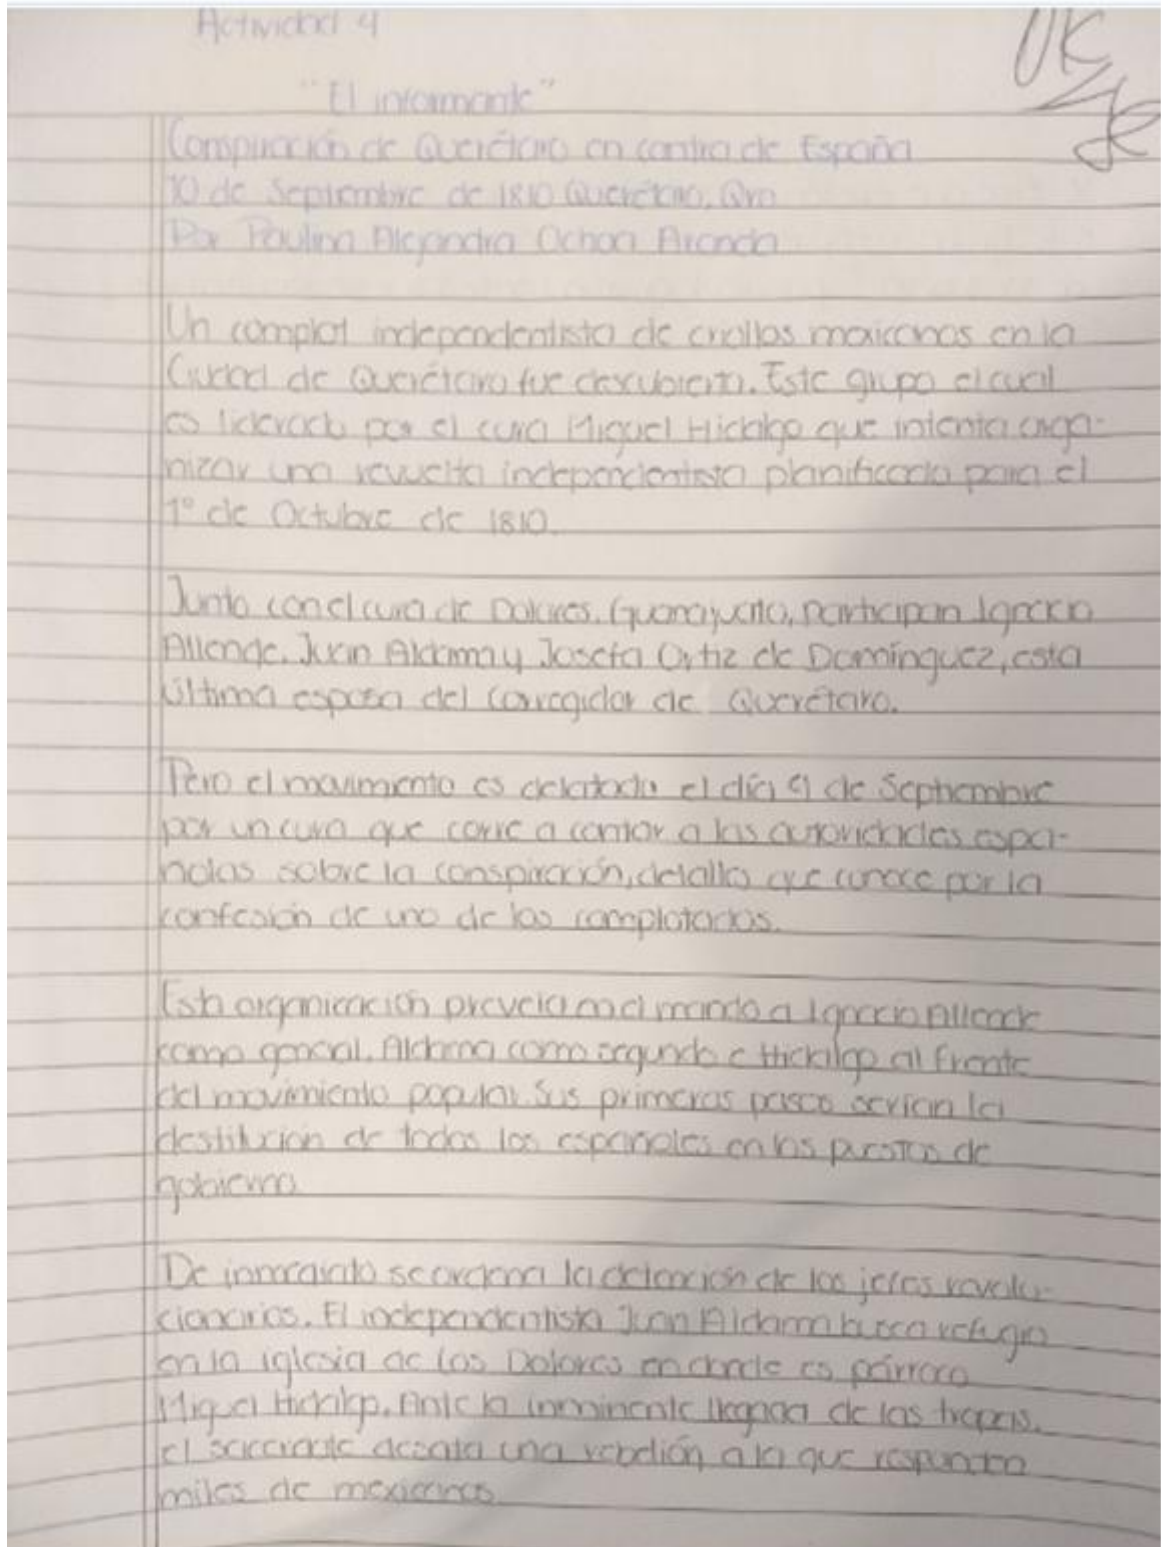 Actividad 4
OK
"El informante"
Conspiración de Querétaro en contra de España
10 de Septiembre de 1810 Querétaro, Qro
Por Paulina Alejandra Ochoa Aranda
Un complot independentista de criollos mexicanos en la
Ciudad de Querétaro fue descubierto. Este grupo el cual
es liderado por el cura Miguel Hidalgo que intenta orga-
nizar una revuelta independentista planificada para el
1º de Octubre de 1810.
Junto con el cura de Dolores, Guanajuato, participan Ignacio
Allende, Juan Aldama y Josefa Ortiz de Domínguez, esta
última esposa del corregidor de Querétaro.
Pero el movimiento es delatado el día 9 de Septiembre
por un cura que corre a contar a las autoridades espa-
ñolas sobre la conspiración, detalles que conoce por la
confesión de uno de los complotados.
Esta organización preveía en el mando a Ignacio Allende
como general, Aldama como segundo e Hidalgo al frente
del movimiento popular. Sus primeros pasos serían la
destitución de todos los españoles en los puestos de
gobierno.
De inmediato se ordena la detención de los jefes revolu-
cionarios. El independentista Juan Aldama busca refugio
en la iglesia de los Dolores en donde es párroco
Miguel Hidalgo. Ante la inminente llegada de las tropas,
el sacerdote desata una rebelión a la que responden
miles de mexicanos.